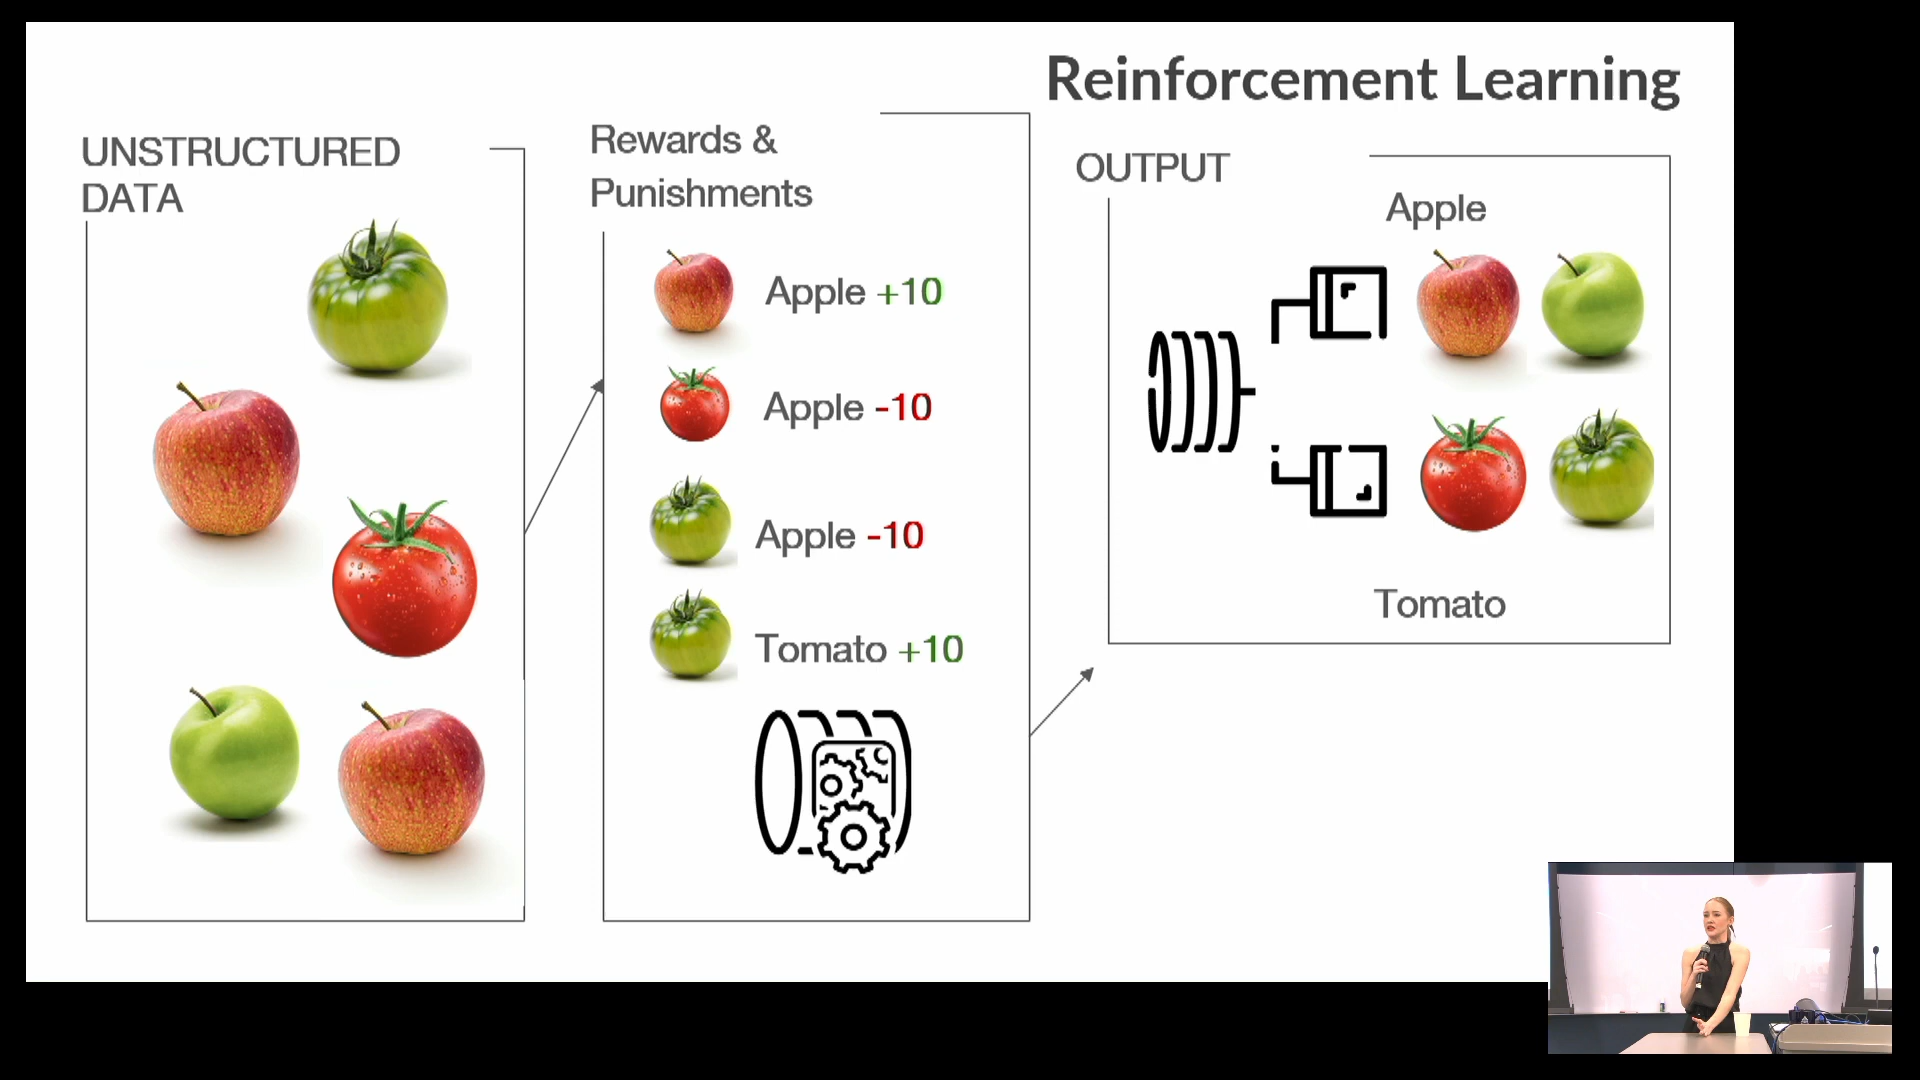 Reinforcement Learning
UNSTRUCTURED
DATA
Rewards &
Punishments
Apple +10
Apple -10
Apple -10
Tomato +10
OUTPUT
Apple
Tomato